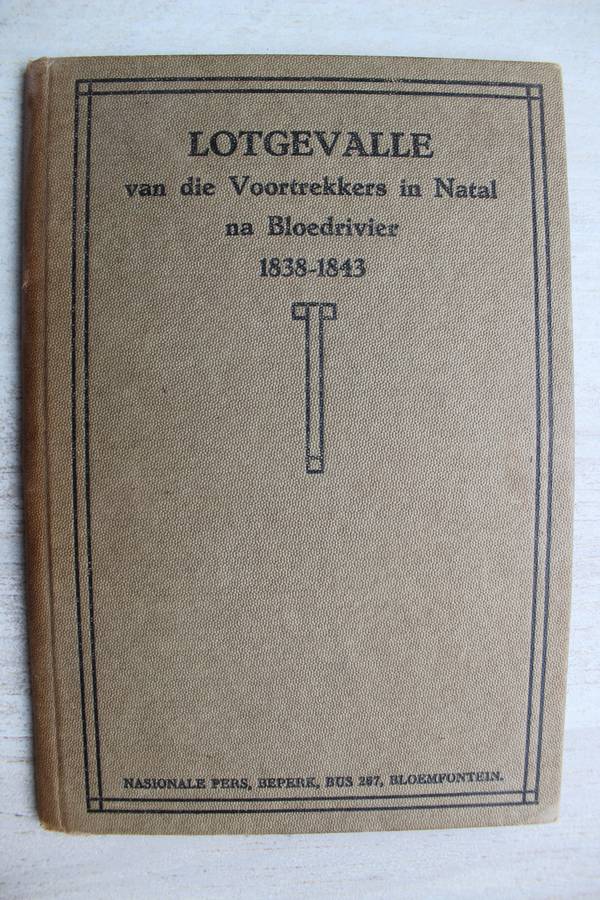 LOTGEVALLE
van die Voortrekkers in Natal
na Bloedrivier
1838-1843
NASIONALE PERS, BEPERK, BUS 267, BLOEMFONTEIN.